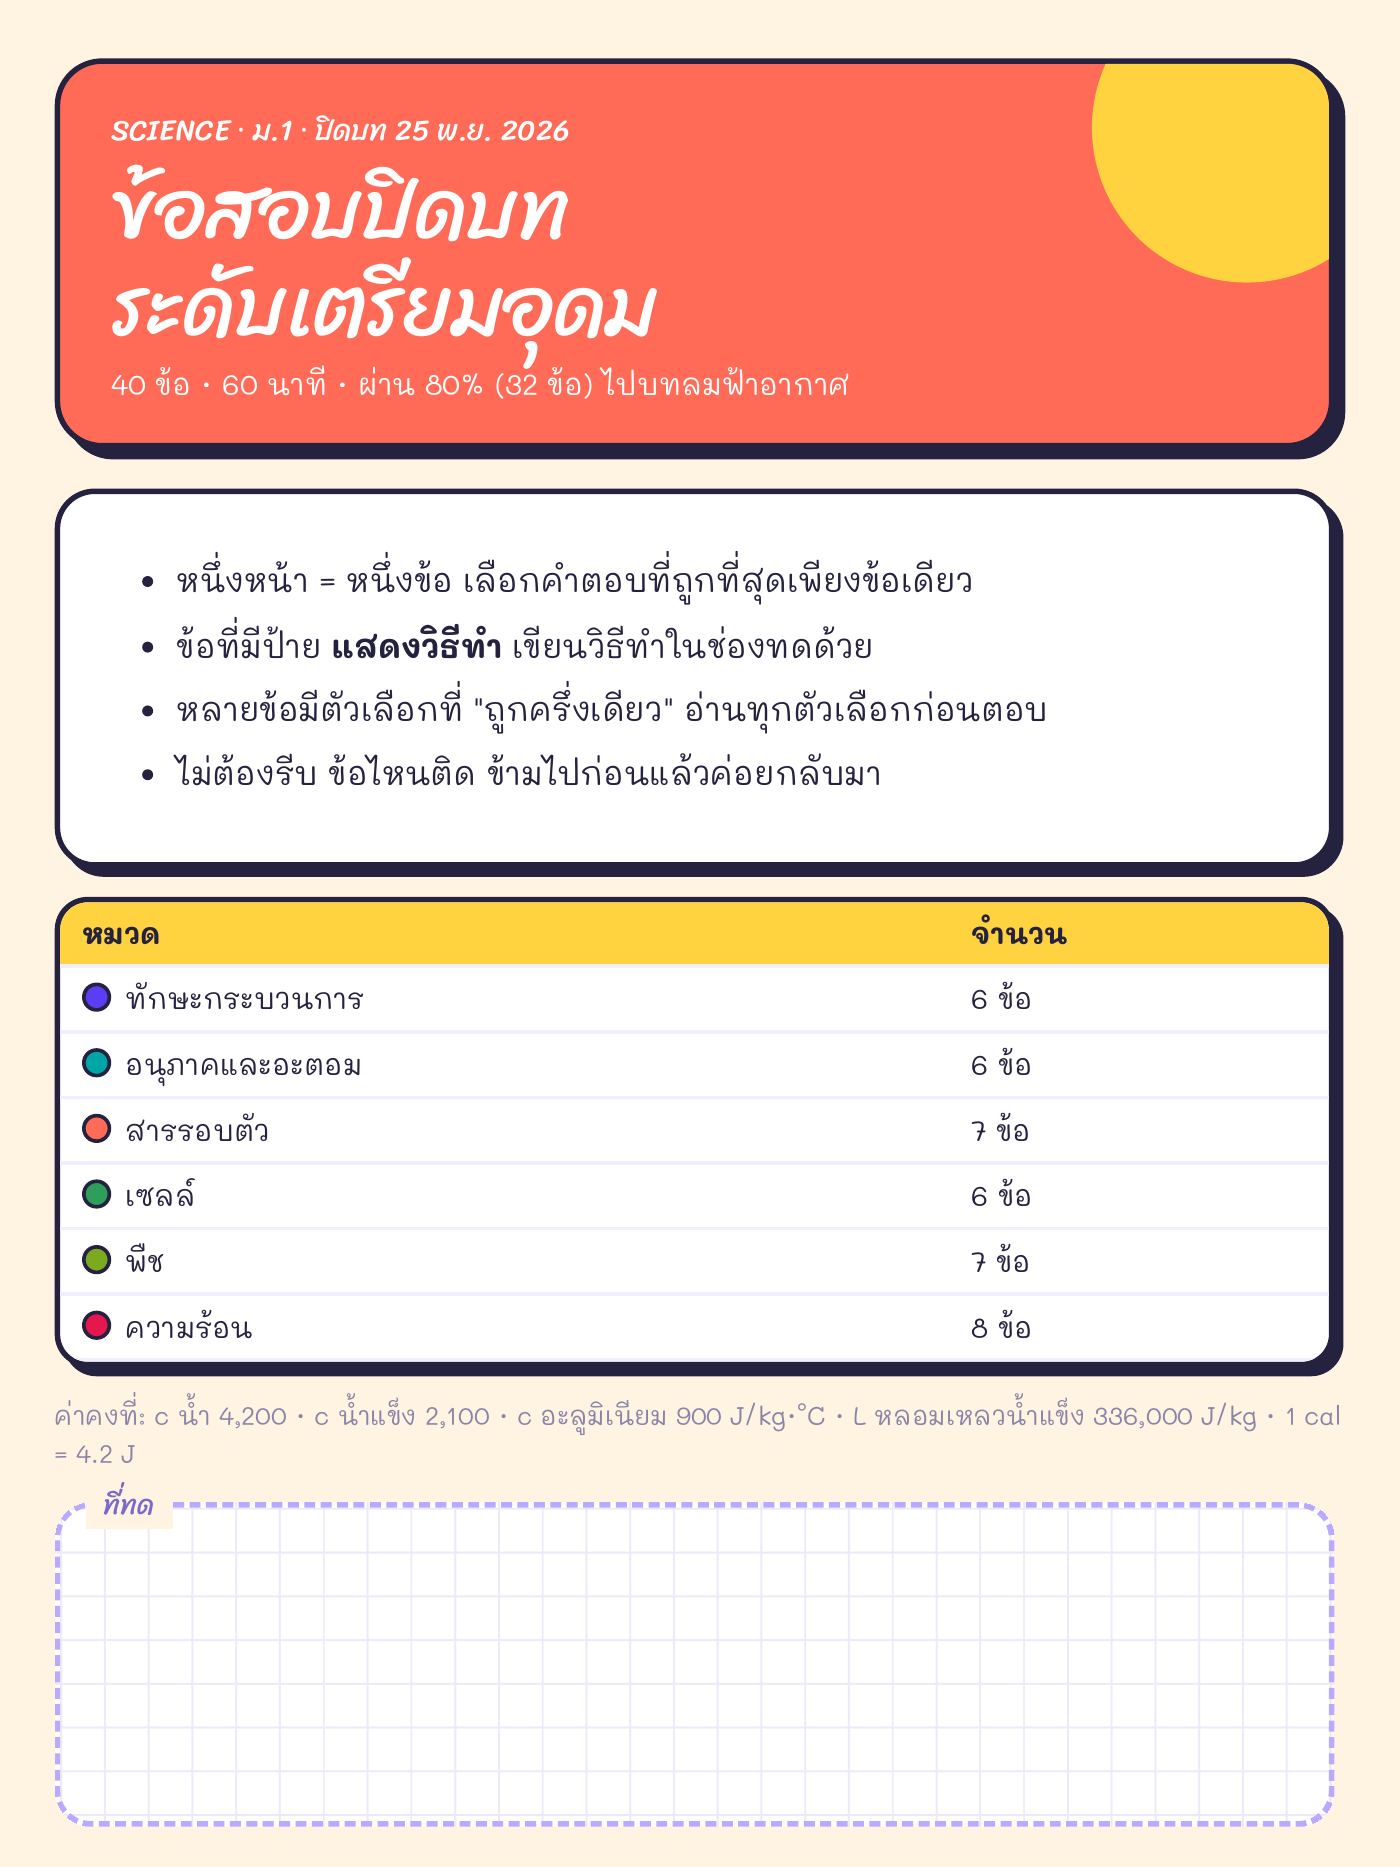 SCIENCE · ม.1 · ปิดบท 25 พ.ย. 2026
ข้อสอบปิดบท
ระดับเตรียมอุดม
40 ข้อ · 60 นาที · ผ่าน 80% (32 ข้อ) ไปบทลมฟ้าอากาศ
• หนึ่งหน้า = หนึ่งข้อ เลือกคำตอบที่ถูกที่สุดเพียงข้อเดียว
• ข้อที่มีป้าย แสดงวิธีทำ เขียนวิธีทำในช่องทดด้วย
• หลายข้อมีตัวเลือกที่ "ถูกครึ่งเดียว" อ่านทุกตัวเลือกก่อนตอบ
• ไม่ต้องรีบ ข้อไหนติด ข้ามไปก่อนแล้วค่อยกลับมา
หมวด จำนวน
ทักษะกระบวนการ 6 ข้อ
อนุภาคและอะตอม 6 ข้อ
สารรอบตัว 7 ข้อ
เซลล์ 6 ข้อ
พืช 7 ข้อ
ความร้อน 8 ข้อ
ค่าคงที่: c น้ำ 4,200 · c น้ำแข็ง 2,100 · c อะลูมิเนียม 900 J/kg·°C · L หลอมเหลวน้ำแข็ง 336,000 J/kg · 1 cal
= 4.2 J
ที่ทด